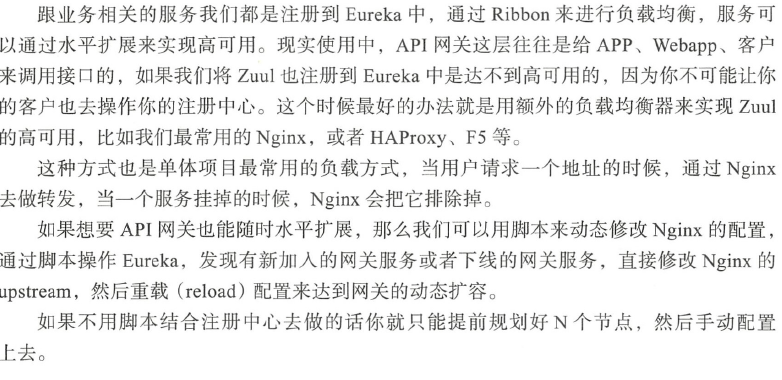 跟业务相关的服务我们都是注册到 Eureka 中，通过 Ribbon 来进行负载均衡，服务可
以通过水平扩展来实现高可用。现实使用中，API 网关这层往往是给 APP、Webapp、客户
来调用接口的，如果我们将 Zuul 也注册到 Eureka 中是达不到高可用的，因为你不可能让你
的客户也去操作你的注册中心。这个时候最好的办法就是用额外的负载均衡器来实现 Zuul
的高可用，比如我们最常用的 Nginx，或者 HAProxy、F5 等。
这种方式也是单体项目最常用的负载方式，当用户请求一个地址的时候，通过 Nginx
去做转发，当一个服务挂掉的时候，Nginx 会把它排除掉。
如果想要 API 网关也能随时水平扩展，那么我们可以用脚本来动态修改 Nginx 的配置，
通过脚本操作 Eureka，发现有新加入的网关服务或者下线的网关服务，直接修改 Nginx 的
upstream，然后重载（reload）配置来达到网关的动态扩容。
如果不用脚本结合注册中心去做的话你就只能提前规划好 N 个节点，然后手动配置
上去。